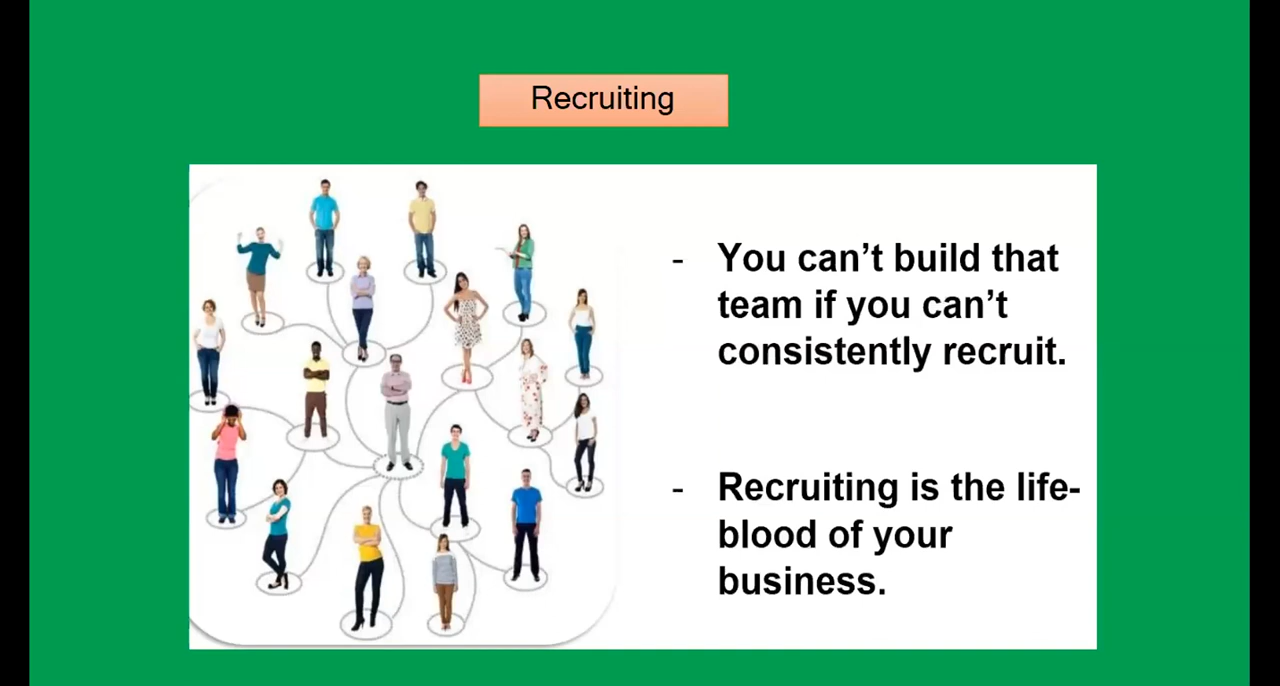 Recruiting
- You can’t build that
team if you can’t
consistently recruit.
- Recruiting is the life-
blood of your
business.